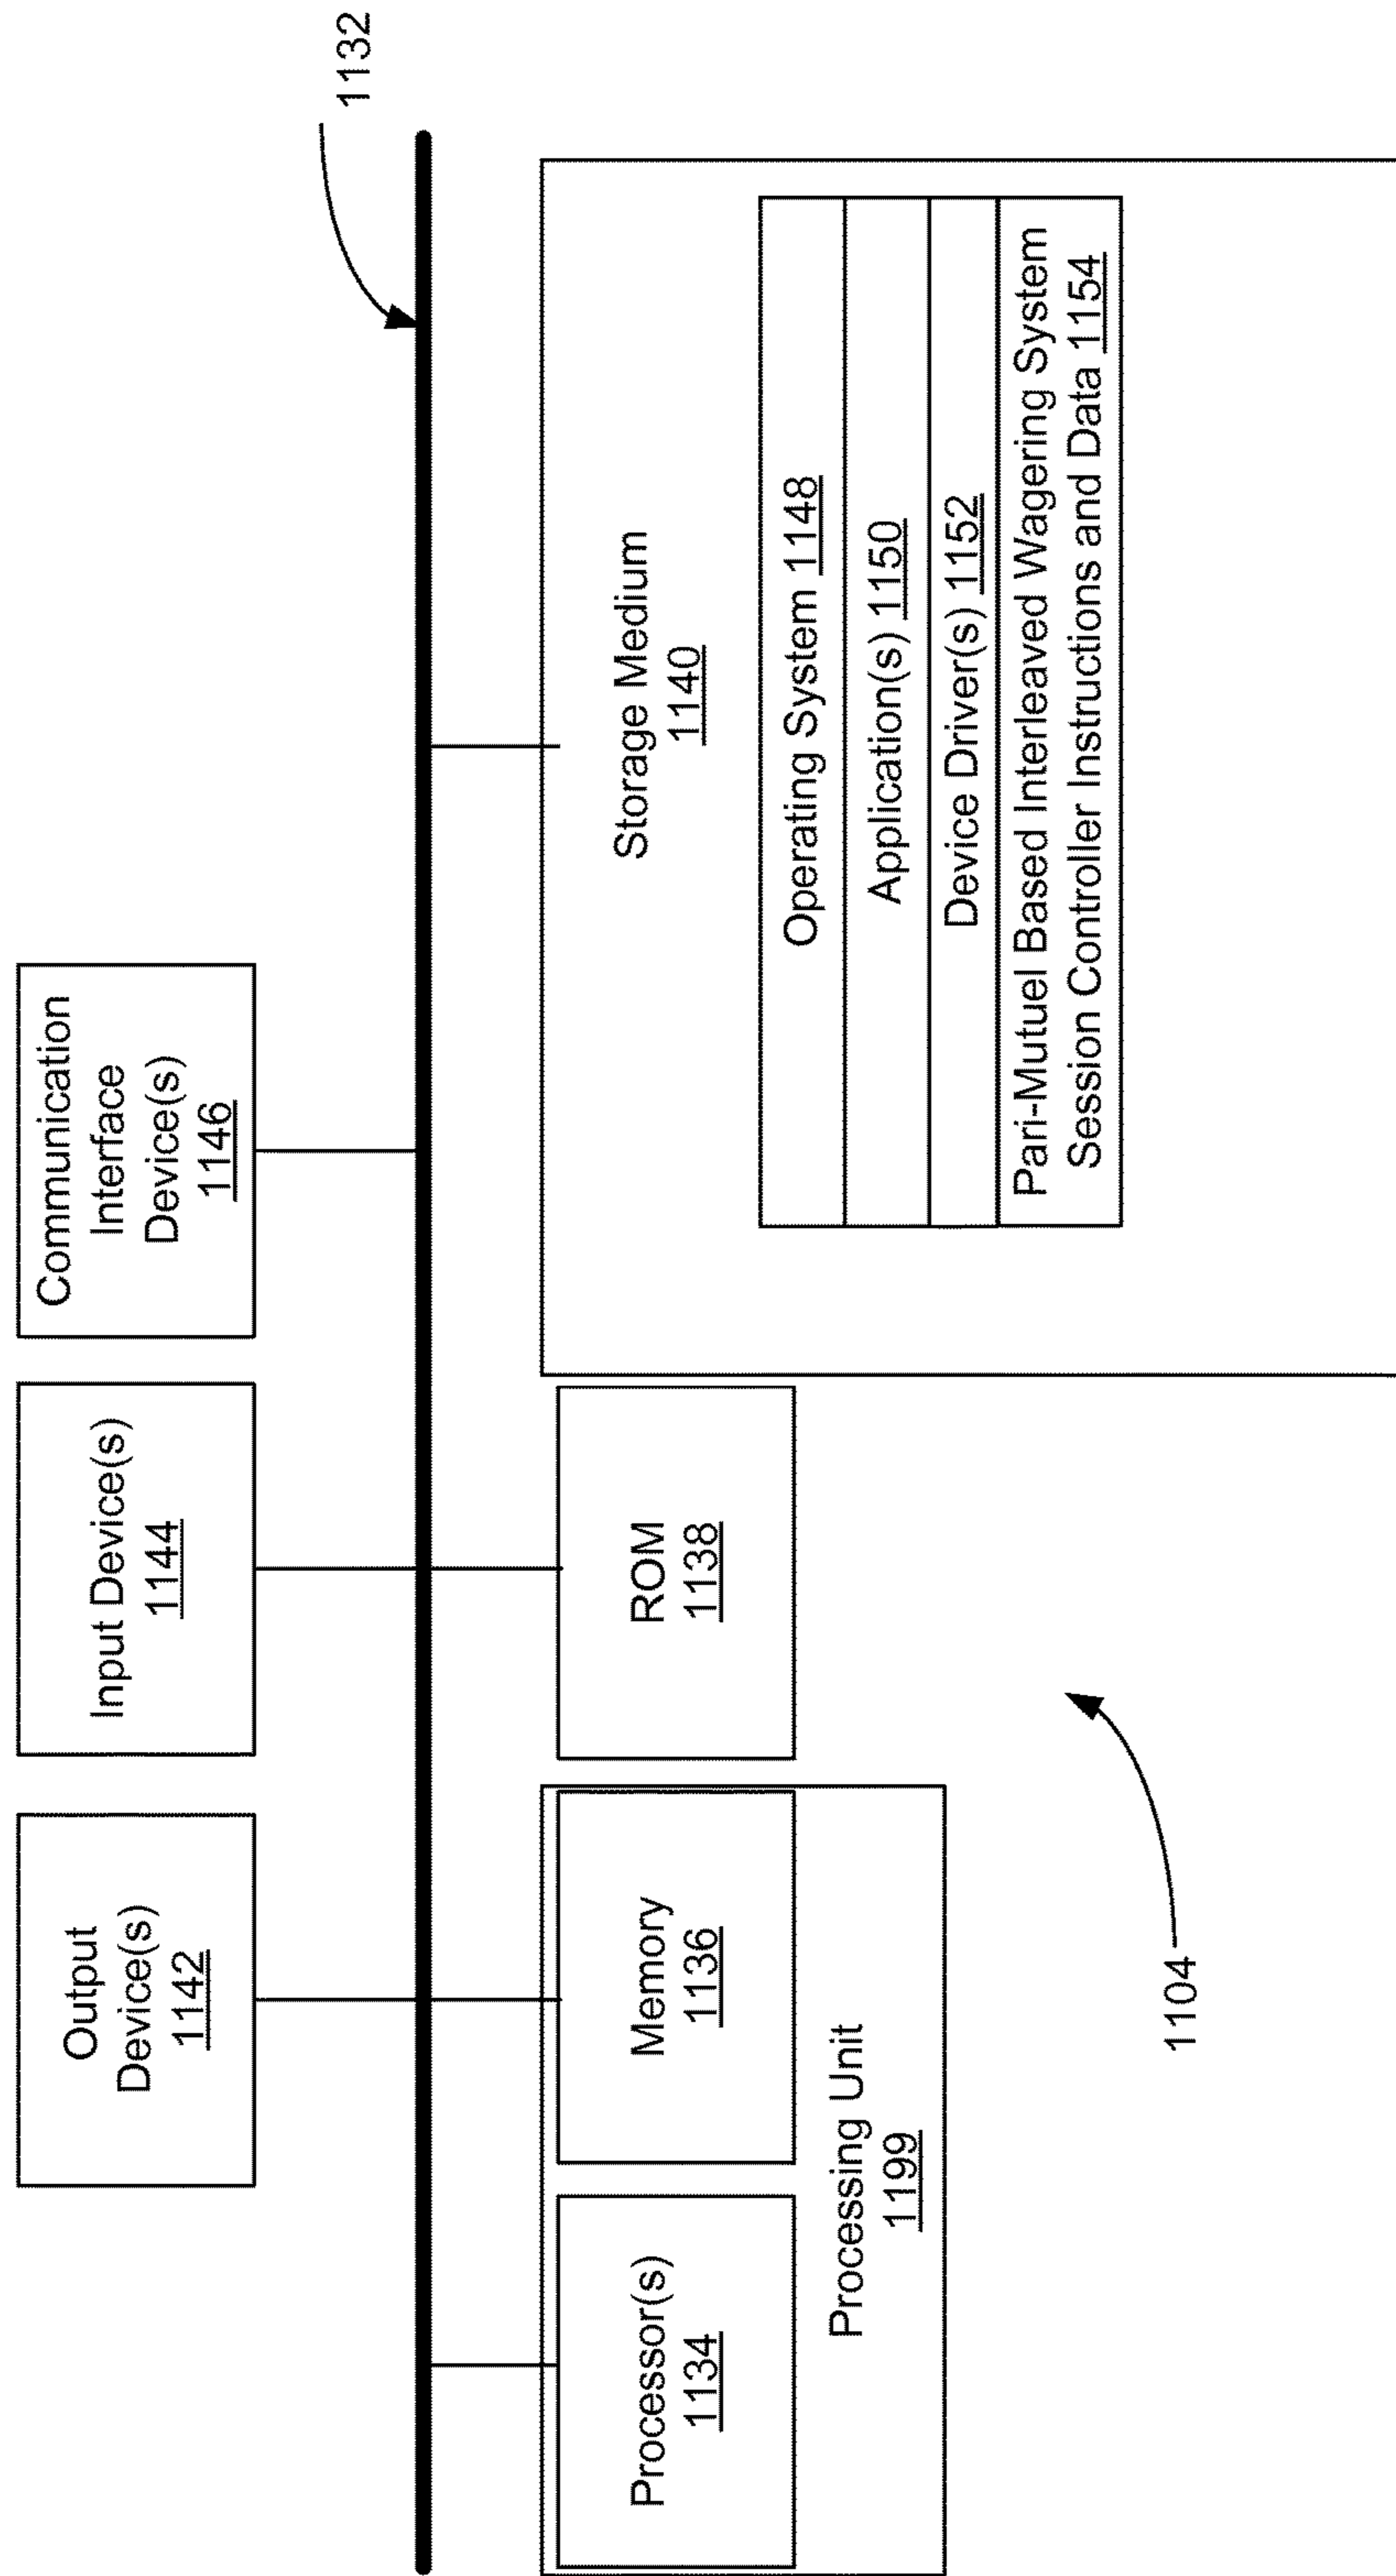 1132
Output
Device(s)
1142
Input Device(s)
1144
Communication
Interface
Device(s)
1146
Processor(s)
1134
Memory
1136
Processing Unit
1199
ROM
1138
Storage Medium
1140
Operating System 1148
Application(s) 1150
Device Driver(s) 1152
Pari-Mutuel Based Interleaved Wagering System
Session Controller Instructions and Data 1154
1104